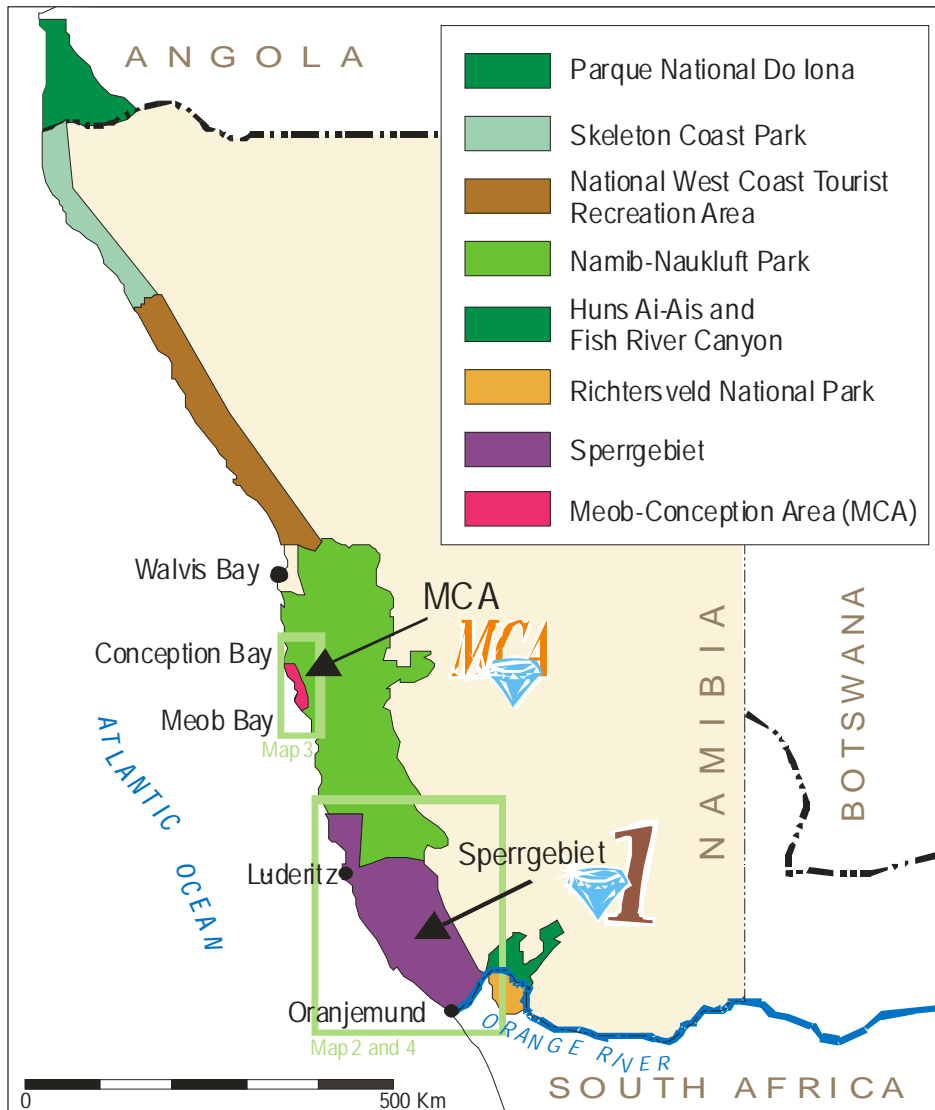 ANGOLA
Parque National Do Iona
Skeleton Coast Park
National West Coast Tourist
Recreation Area
Namib-Naukluft Park
Huns Ai-Ais and
Fish River Canyon
Richtersveld National Park
Sperrgebiet
Meob-Conception Area (MCA)
Walvis Bay
MCA
MCA
Conception Bay
Meob Bay
Map 3
ATLANTIC OCEAN
NAMIBIA
BOTSWANA
Sperrgebiet
1
Luderitz
Oranjemund
Map 2 and 4
ORANGE RIVER
SOUTH AFRICA
0 500 Km